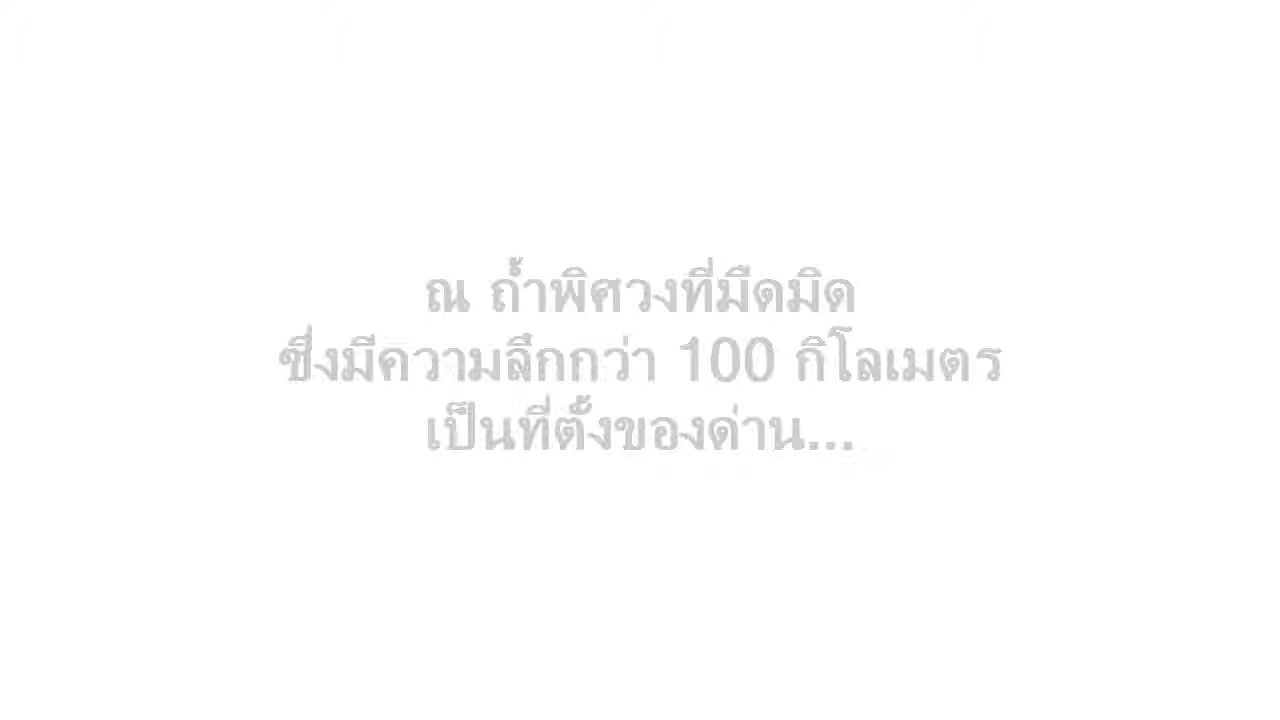 ณ ถ้ำพิศวงที่มืดมิด
ซึ่งมีความลึกกว่า 100 กิโลเมตร
เป็นที่ตั้งของด่าน...